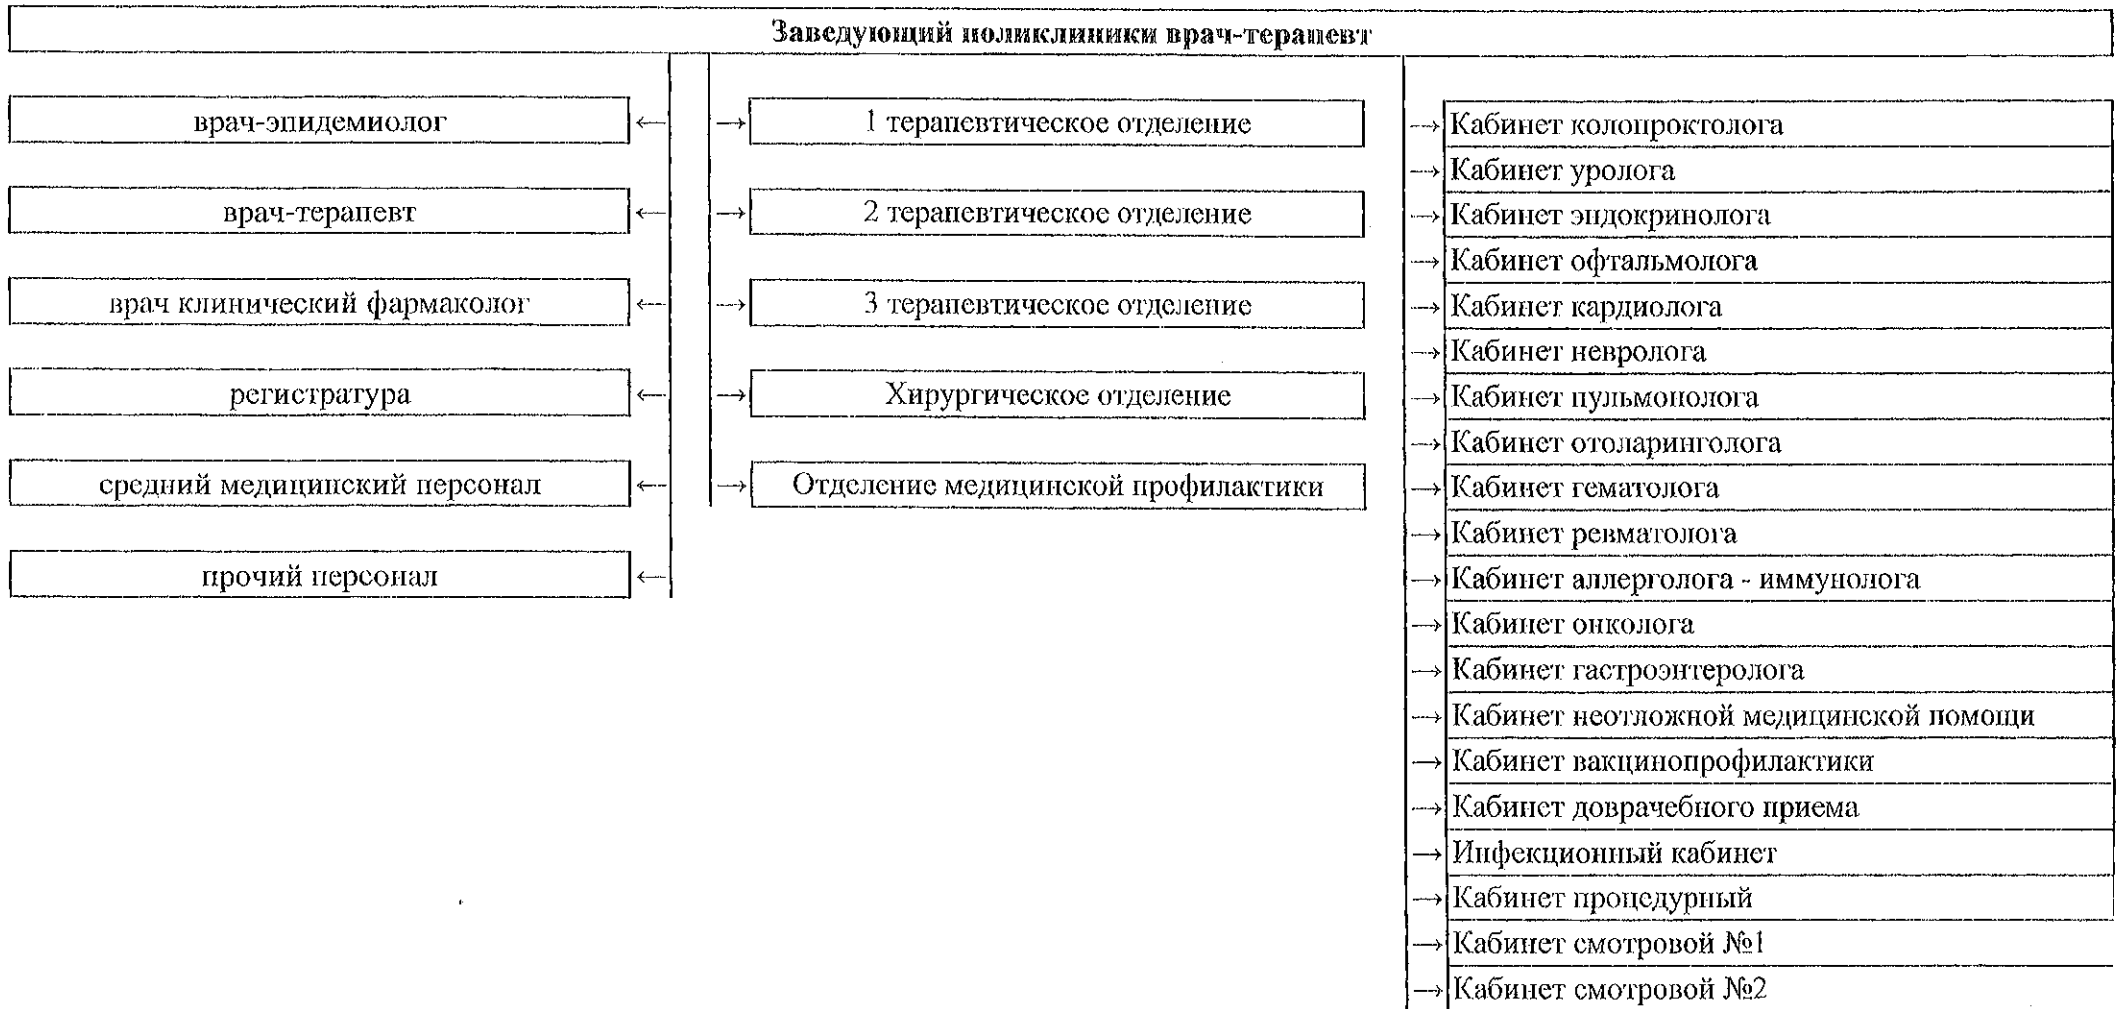 Заведующий поликлиники врач-терапевт
врач-эпидемиолог
врач-терапевт
врач клинический фармаколог
регистратура
средний медицинский персонал
прочий персонал
1 терапевтическое отделение
2 терапевтическое отделение
3 терапевтическое отделение
Хирургическое отделение
Отделение медицинской профилактики
Кабинет колопроктолога
Кабинет уролога
Кабинет эндокринолога
Кабинет офтальмолога
Кабинет кардиолога
Кабинет невролога
Кабинет пульмонолога
Кабинет отоларинголога
Кабинет гематолога
Кабинет ревматолога
Кабинет аллерголога - иммунолога
Кабинет онколога
Кабинет гастроэнтеролога
Кабинет неотложной медицинской помощи
Кабинет вакцинопрофилактики
Кабинет доврачебного приема
Инфекционный кабинет
Кабинет процедурный
Кабинет смотровой №1
Кабинет смотровой №2